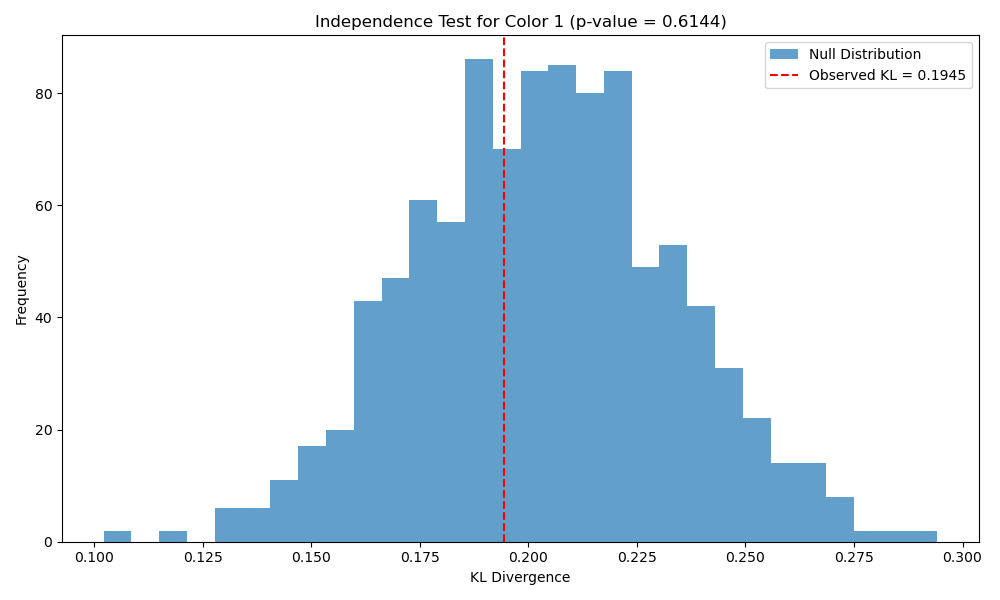 Independence Test for Color 1 (p-value = 0.6144)
Null Distribution
Observed KL = 0.1945
Frequency
80
60
40
20
0
0.100 0.125 0.150 0.175 0.200 0.225 0.250 0.275 0.300
KL Divergence